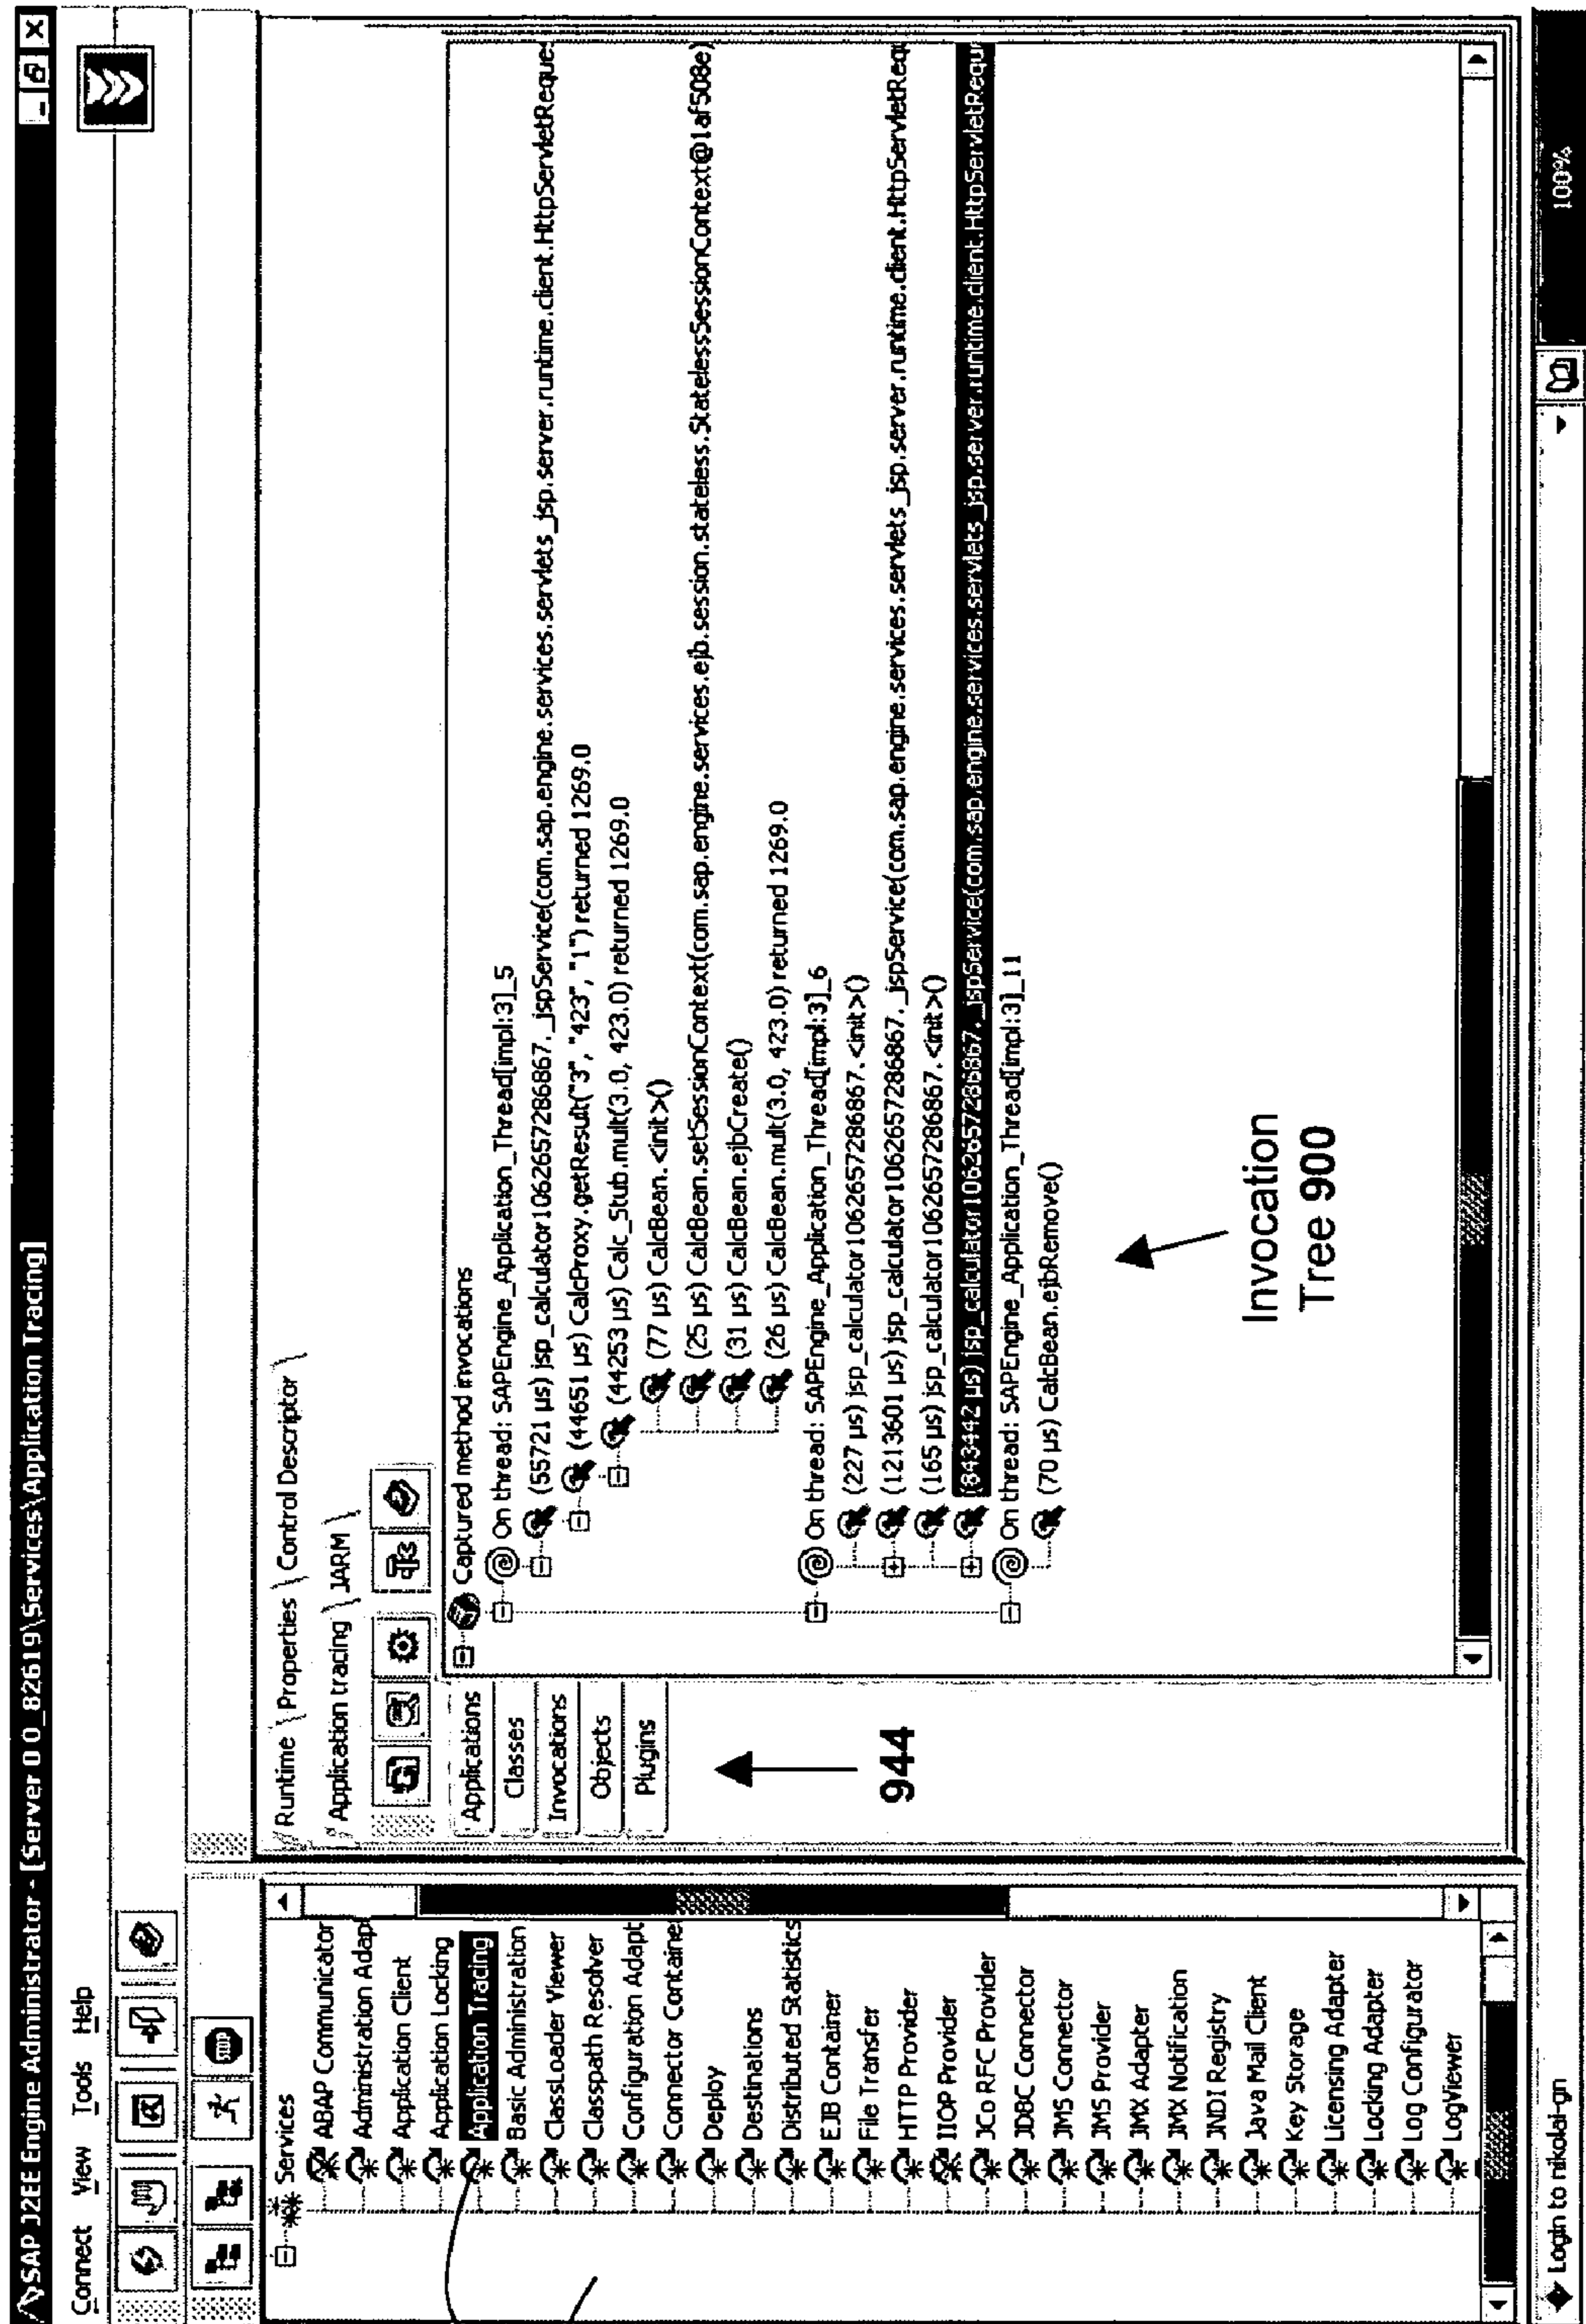 SAP J2EE Engine Administrator - [Server 0 0_82619\Services\Application Tracing]
Connect View Tools Help
STOP
Services
ABAP Communicator
Administration Adap
Application Client
Application Locking
Application Tracing
Basic Administration
ClassLoader Viewer
Classpath Resolver
Configuration Adapt
Connector Containe
Deploy
Destinations
Distributed Statistics
EJB Container
File Transfer
HTTP Provider
IIOP Provider
JCo RFC Provider
JDBC Connector
JMS Connector
JMS Provider
JMX Adapter
JMX Notification
JNDI Registry
Java Mail Client
Key Storage
Licensing Adapter
Locking Adapter
Log Configurator
LogViewer
Runtime Properties Control Descriptor
Application tracing JARM
Applications
Classes
Invocations
Objects
Plugins
944
Captured method invocations
On thread: SAPEngine_Application_Thread[impl:3]_5
(55721 µs) jsp_calculator1062657286867._jspService(com.sap.engine.services.servlets_jsp.server.runtime.client.HttpServletReques
(44651 µs) CalcProxy.getResult("3", "423", "1") returned 1269.0
(44253 µs) Calc_Stub.mult(3.0, 423.0) returned 1269.0
(77 µs) CalcBean.<init>()
(25 µs) CalcBean.setSessionContext(com.sap.engine.services.ejb.session.stateless.StatelessSessionContext@1af508e)
(31 µs) CalcBean.ejbCreate()
(26 µs) CalcBean.mult(3.0, 423.0) returned 1269.0
On thread: SAPEngine_Application_Thread[impl:3]_6
(227 µs) jsp_calculator1062657286867.<init>()
(1213601 µs) jsp_calculator1062657286867._jspService(com.sap.engine.services.servlets_jsp.server.runtime.client.HttpServletReq
(165 µs) jsp_calculator1062657286867.<init>()
(843442 µs) jsp_calculator1062657286867._jspService(com.sap.engine.services.servlets_jsp.server.runtime.client.HttpServletRequ
On thread: SAPEngine_Application_Thread[impl:3]_11
(70 µs) CalcBean.ejbRemove()
Invocation
Tree 900
Login to nikolai-gn
100%